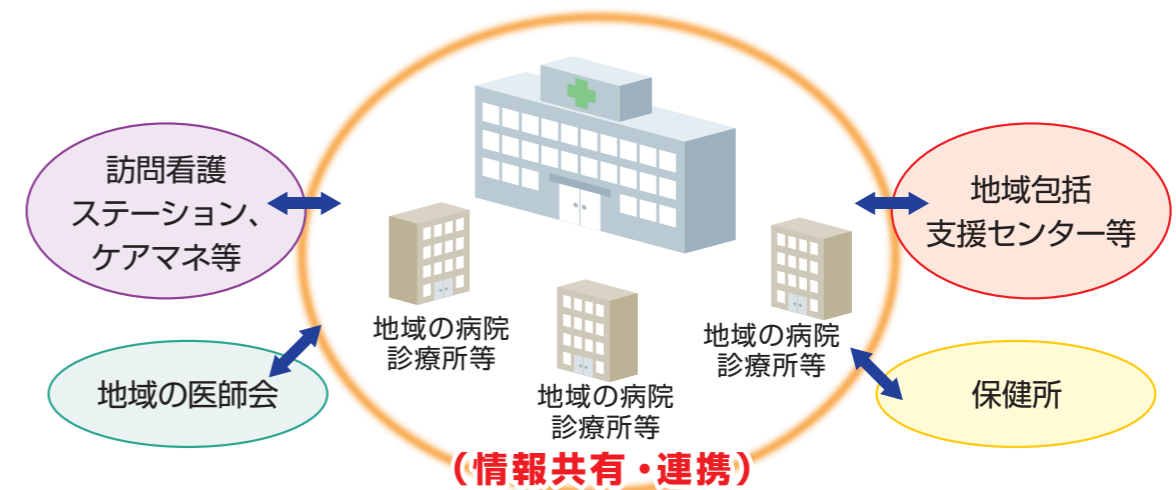 訪問看護
ステーション、
ケアマネ等
地域包括
支援センター等
地域の病院
診療所等
地域の病院
診療所等
地域の病院
診療所等
地域の医師会
保健所
（情報共有・連携）